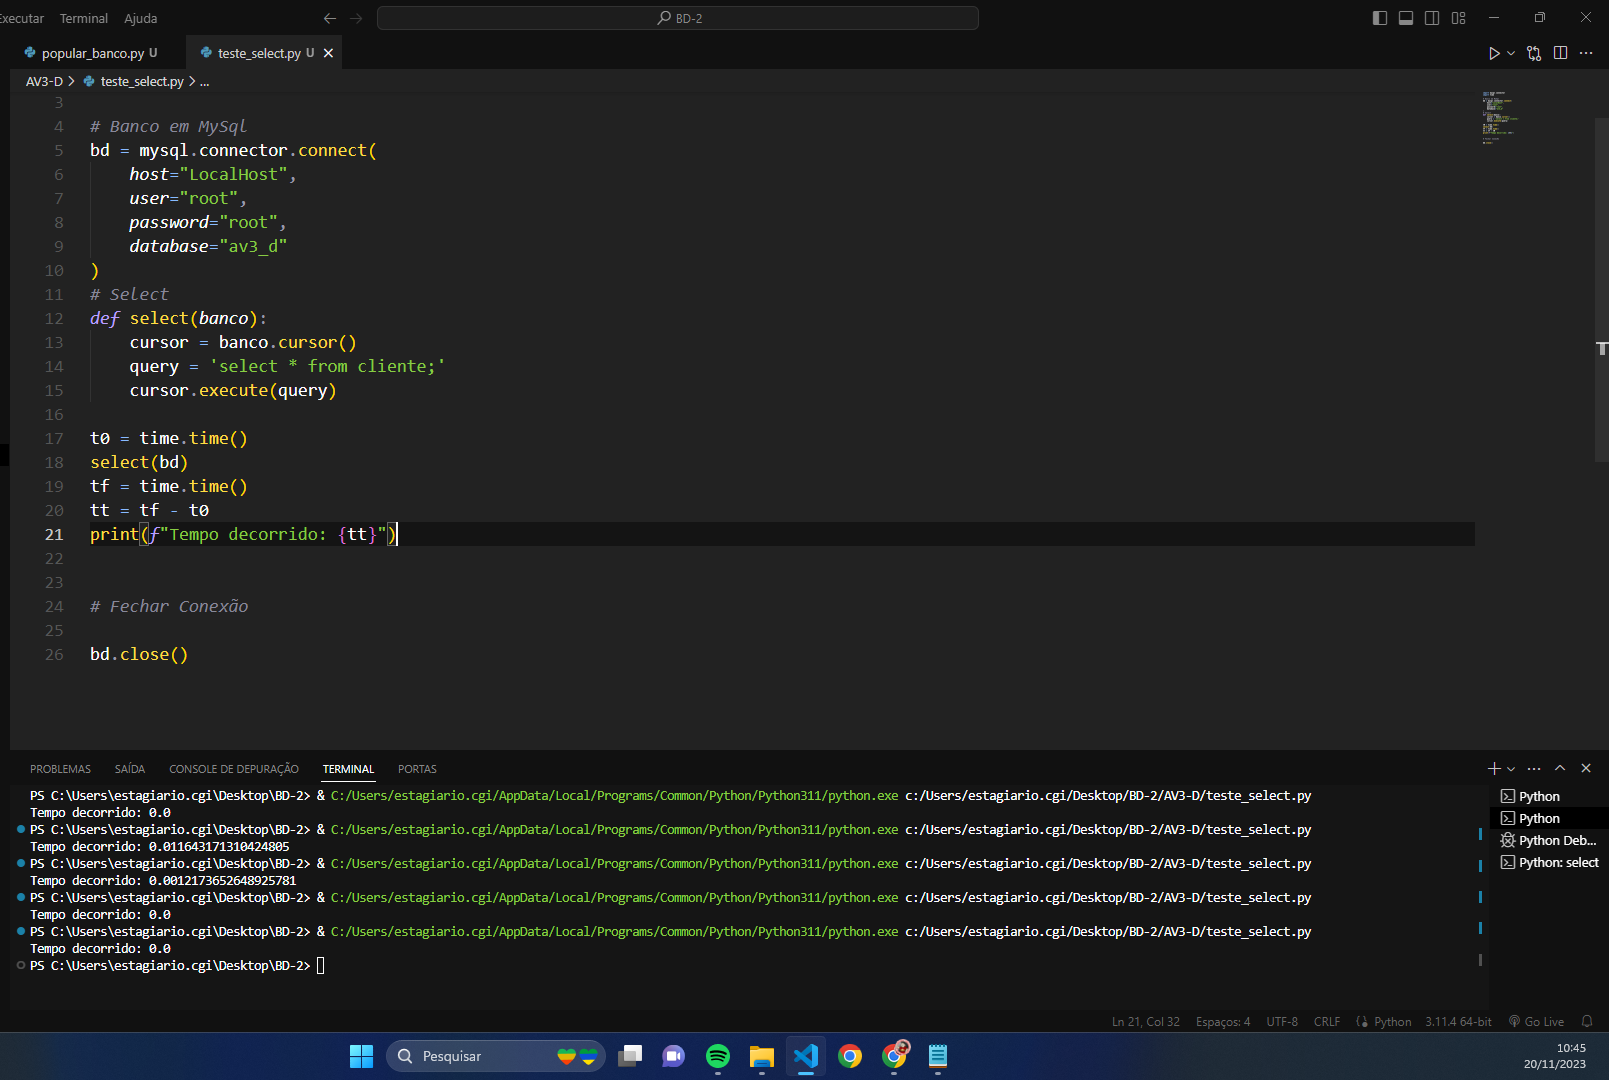 Executar Terminal Ajuda
BD-2
popular_banco.py U
teste_select.py U
AV3-D > teste_select.py > ...
3
4 # Banco em MySql
5 bd = mysql.connector.connect(
6 host="LocalHost",
7 user="root",
8 password="root",
9 database="av3_d"
10 )
11 # Select
12 def select(banco):
13 cursor = banco.cursor()
14 query = 'select * from cliente;'
15 cursor.execute(query)
16
17 t0 = time.time()
18 select(bd)
19 tf = time.time()
20 tt = tf - t0
21 print(f"Tempo decorrido: {tt}")
22
23
24 # Fechar Conexão
25
26 bd.close()
PROBLEMAS SAÍDA CONSOLE DE DEPURAÇÃO TERMINAL PORTAS
PS C:\Users\estagiario.cgi\Desktop\BD-2> & C:/Users/estagiario.cgi/AppData/Local/Programs/Common/Python/Python311/python.exe c:/Users/estagiario.cgi/Desktop/BD-2/AV3-D/teste_select.py
Tempo decorrido: 0.0
PS C:\Users\estagiario.cgi\Desktop\BD-2> & C:/Users/estagiario.cgi/AppData/Local/Programs/Common/Python/Python311/python.exe c:/Users/estagiario.cgi/Desktop/BD-2/AV3-D/teste_select.py
Tempo decorrido: 0.011643171310424805
PS C:\Users\estagiario.cgi\Desktop\BD-2> & C:/Users/estagiario.cgi/AppData/Local/Programs/Common/Python/Python311/python.exe c:/Users/estagiario.cgi/Desktop/BD-2/AV3-D/teste_select.py
Tempo decorrido: 0.0012173652648925781
PS C:\Users\estagiario.cgi\Desktop\BD-2> & C:/Users/estagiario.cgi/AppData/Local/Programs/Common/Python/Python311/python.exe c:/Users/estagiario.cgi/Desktop/BD-2/AV3-D/teste_select.py
Tempo decorrido: 0.0
PS C:\Users\estagiario.cgi\Desktop\BD-2> & C:/Users/estagiario.cgi/AppData/Local/Programs/Common/Python/Python311/python.exe c:/Users/estagiario.cgi/Desktop/BD-2/AV3-D/teste_select.py
Tempo decorrido: 0.0
PS C:\Users\estagiario.cgi\Desktop\BD-2>
Python
Python
Python Deb...
Python: select
Ln 21, Col 32 Espaços: 4 UTF-8 CRLF Python 3.11.4 64-bit Go Live
Pesquisar
10:45
20/11/2023